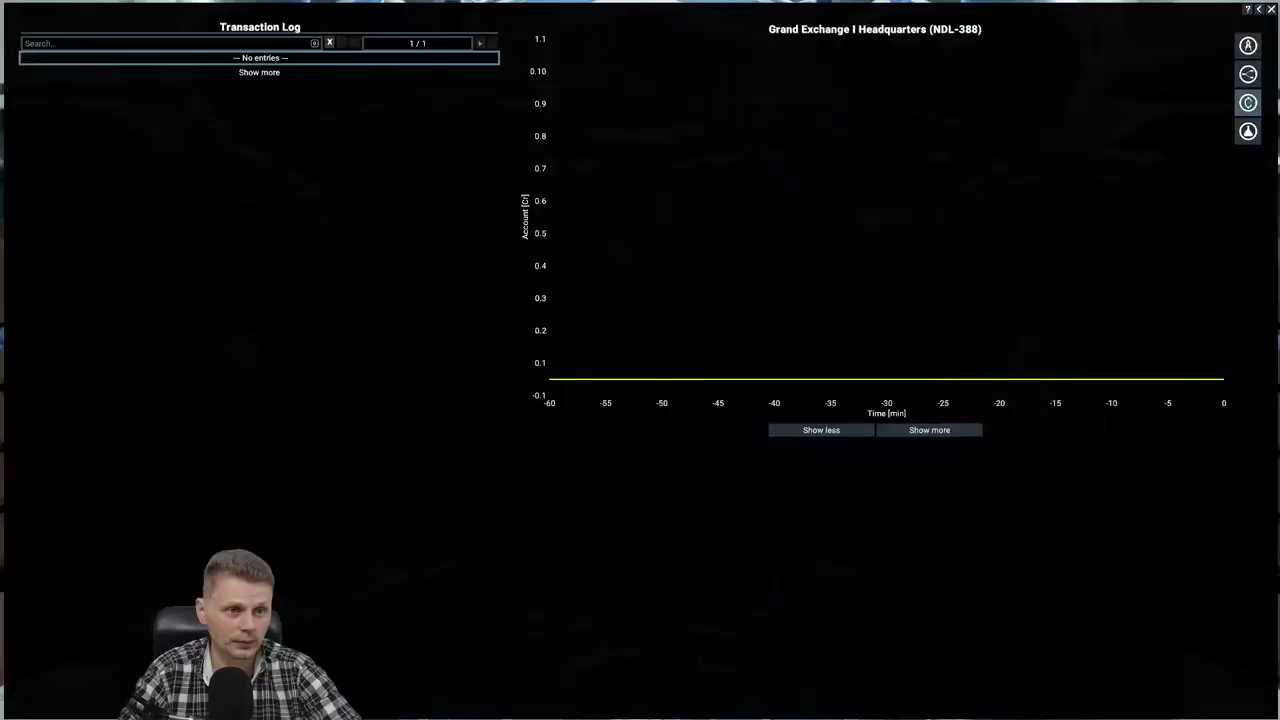 ? < X
Transaction Log
Search...
X
1 / 1
— No entries —
Show more
Grand Exchange I Headquarters (NDL-388)
1.1
0.10
0.9
0.8
0.7
0.6
0.5
0.4
0.3
0.2
0.1
-0.1
Account [Cr]
-60 -55 -50 -45 -40 -35 -30 -25 -20 -15 -10 -5 0
Time [min]
Show less
Show more